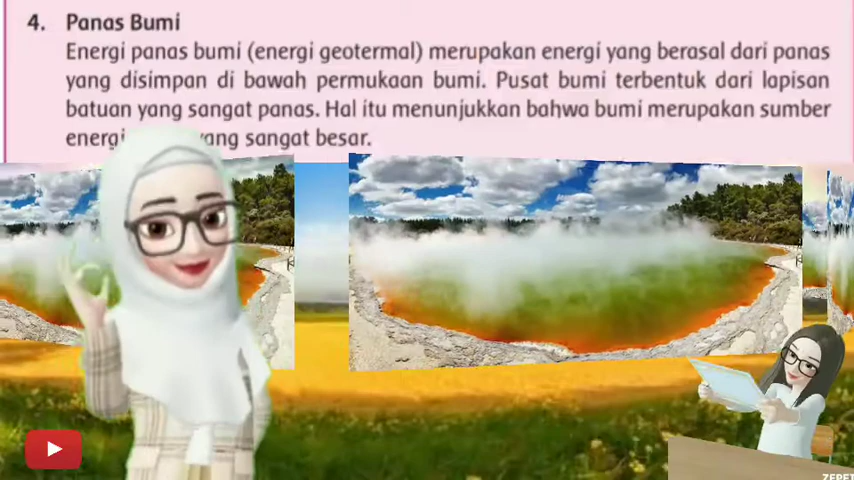 4. Panas Bumi
Energi panas bumi (energi geotermal) merupakan energi yang berasal dari panas
yang disimpan di bawah permukaan bumi. Pusat bumi terbentuk dari lapisan
batuan yang sangat panas. Hal itu menunjukkan bahwa bumi merupakan sumber
energi yang sangat besar.
ZEPET